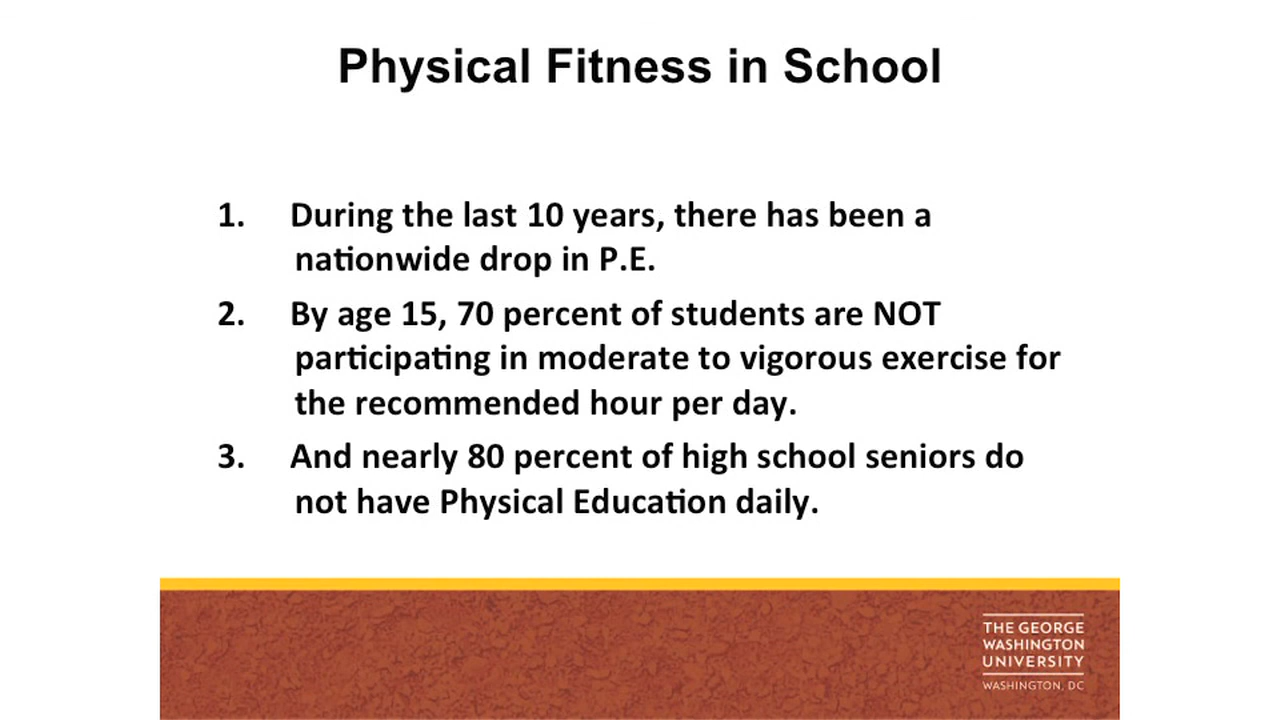 Physical Fitness in School
1. During the last 10 years, there has been a
nationwide drop in P.E.
2. By age 15, 70 percent of students are NOT
participating in moderate to vigorous exercise for
the recommended hour per day.
3. And nearly 80 percent of high school seniors do
not have Physical Education daily.
THE GEORGE
WASHINGTON
UNIVERSITY
WASHINGTON, DC